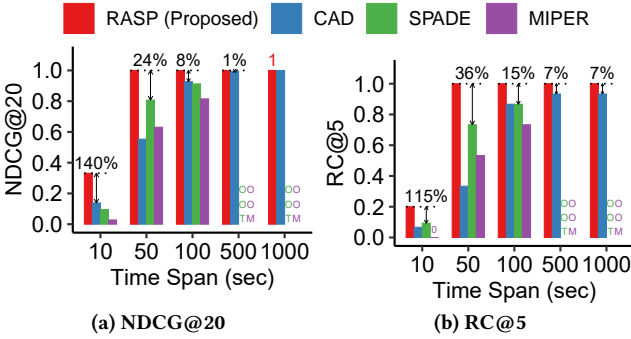 RASP (Proposed) CAD SPADE MIPER
NDCG@20
1.0
0.8
0.6
0.4
0.2
0.0
140%
24%
8%
1%
1
OO OO
OO OO
TM TM
10 50 100 500 1000
Time Span (sec)
(a) NDCG@20
RC@5
1.0
0.8
0.6
0.4
0.2
0.0
115%
36%
15%
7%
7%
0
OO OO
OO OO
TM TM
10 50 100 500 1000
Time Span (sec)
(b) RC@5